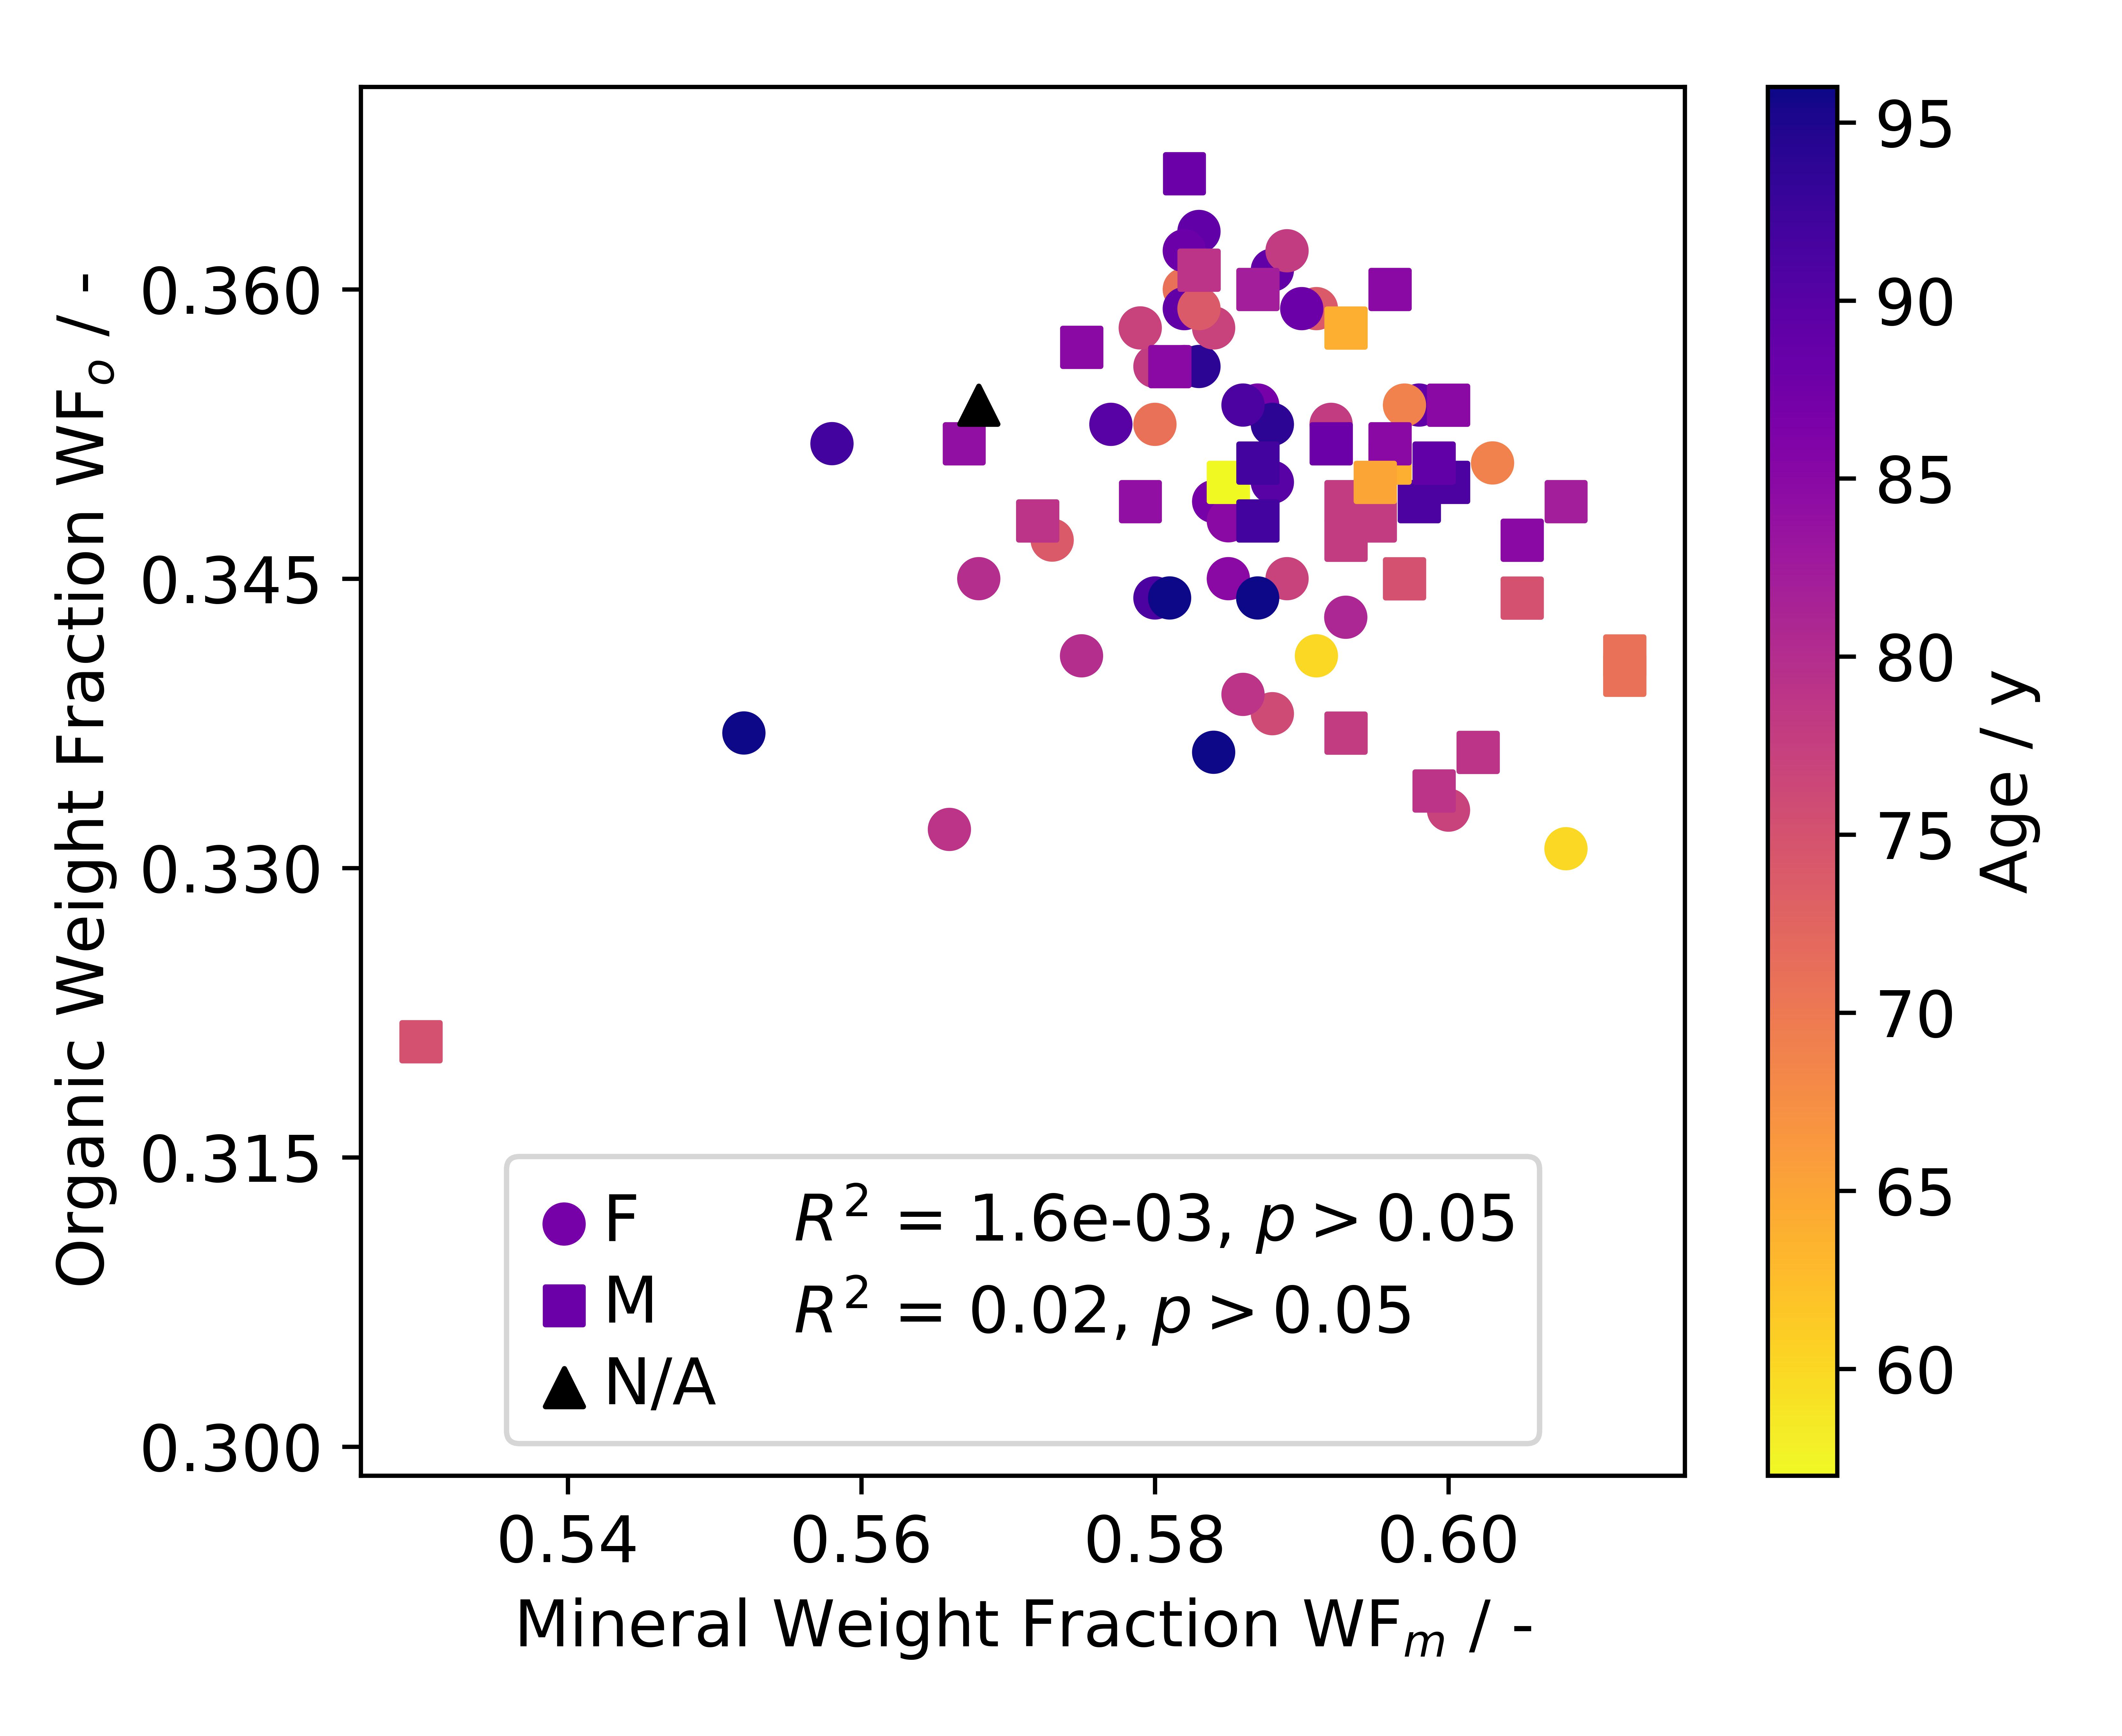 Organic Weight Fraction WFₒ / -
0.360
0.345
0.330
0.315
0.300
F R² = 1.6e-03, p > 0.05
M R² = 0.02, p > 0.05
N/A
0.54 0.56 0.58 0.60
Mineral Weight Fraction WFₘ / -
95
90
85
80
75
70
65
60
Age / y